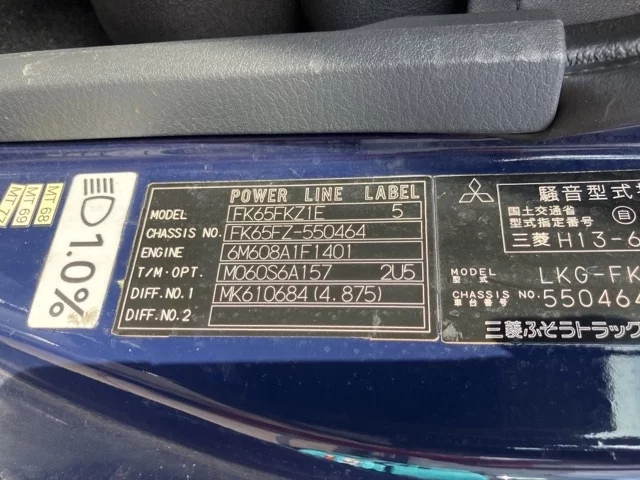 MT 68
MT 69
MT 73
1.0%
POWER LINE LABEL
MODEL FK65FKZ1E 5
CHASSIS NO. FK65FZ-550464
ENGINE 6M608A1F1401
T/M·OPT. M060S6A157 2U5
DIFF.NO.1 MK610684(4.875)
DIFF.NO.2
騒音型式
国土交通省
型式指定番号 自
三菱 H13-6
MODEL
型式 LKG-FK
CHASSIS NO.
車台番号 550464
三菱ふそうトラック